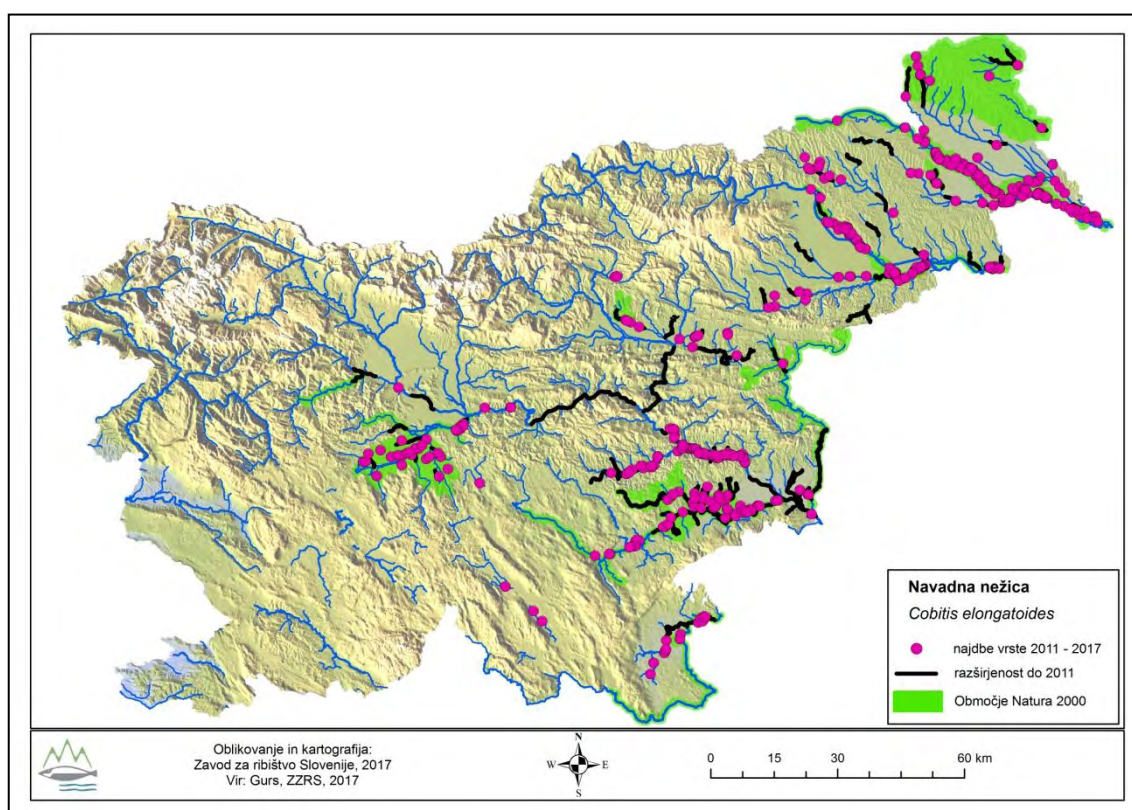 Navadna nežica
Cobitis elongatoides
najdbe vrste 2011 - 2017
razširjenost do 2011
Območje Natura 2000
Oblikovanje in kartografija:
Zavod za ribištvo Slovenije, 2017
Vir: Gurs, ZZRS, 2017
N
W E
S
0 15 30 60 km